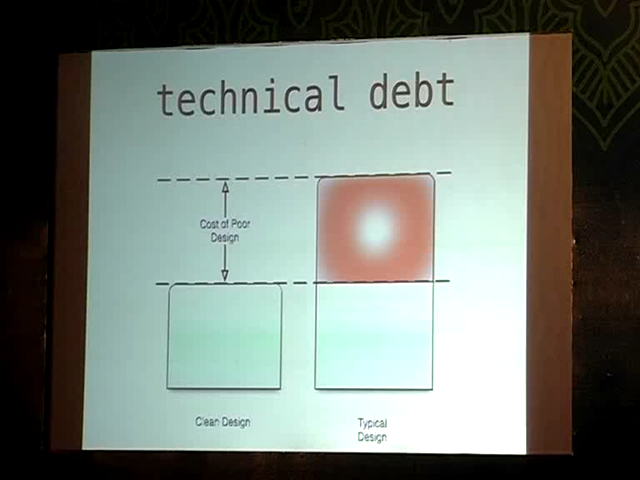 technical debt
Cost of Poor
Design
Clean Design
Typical
Design